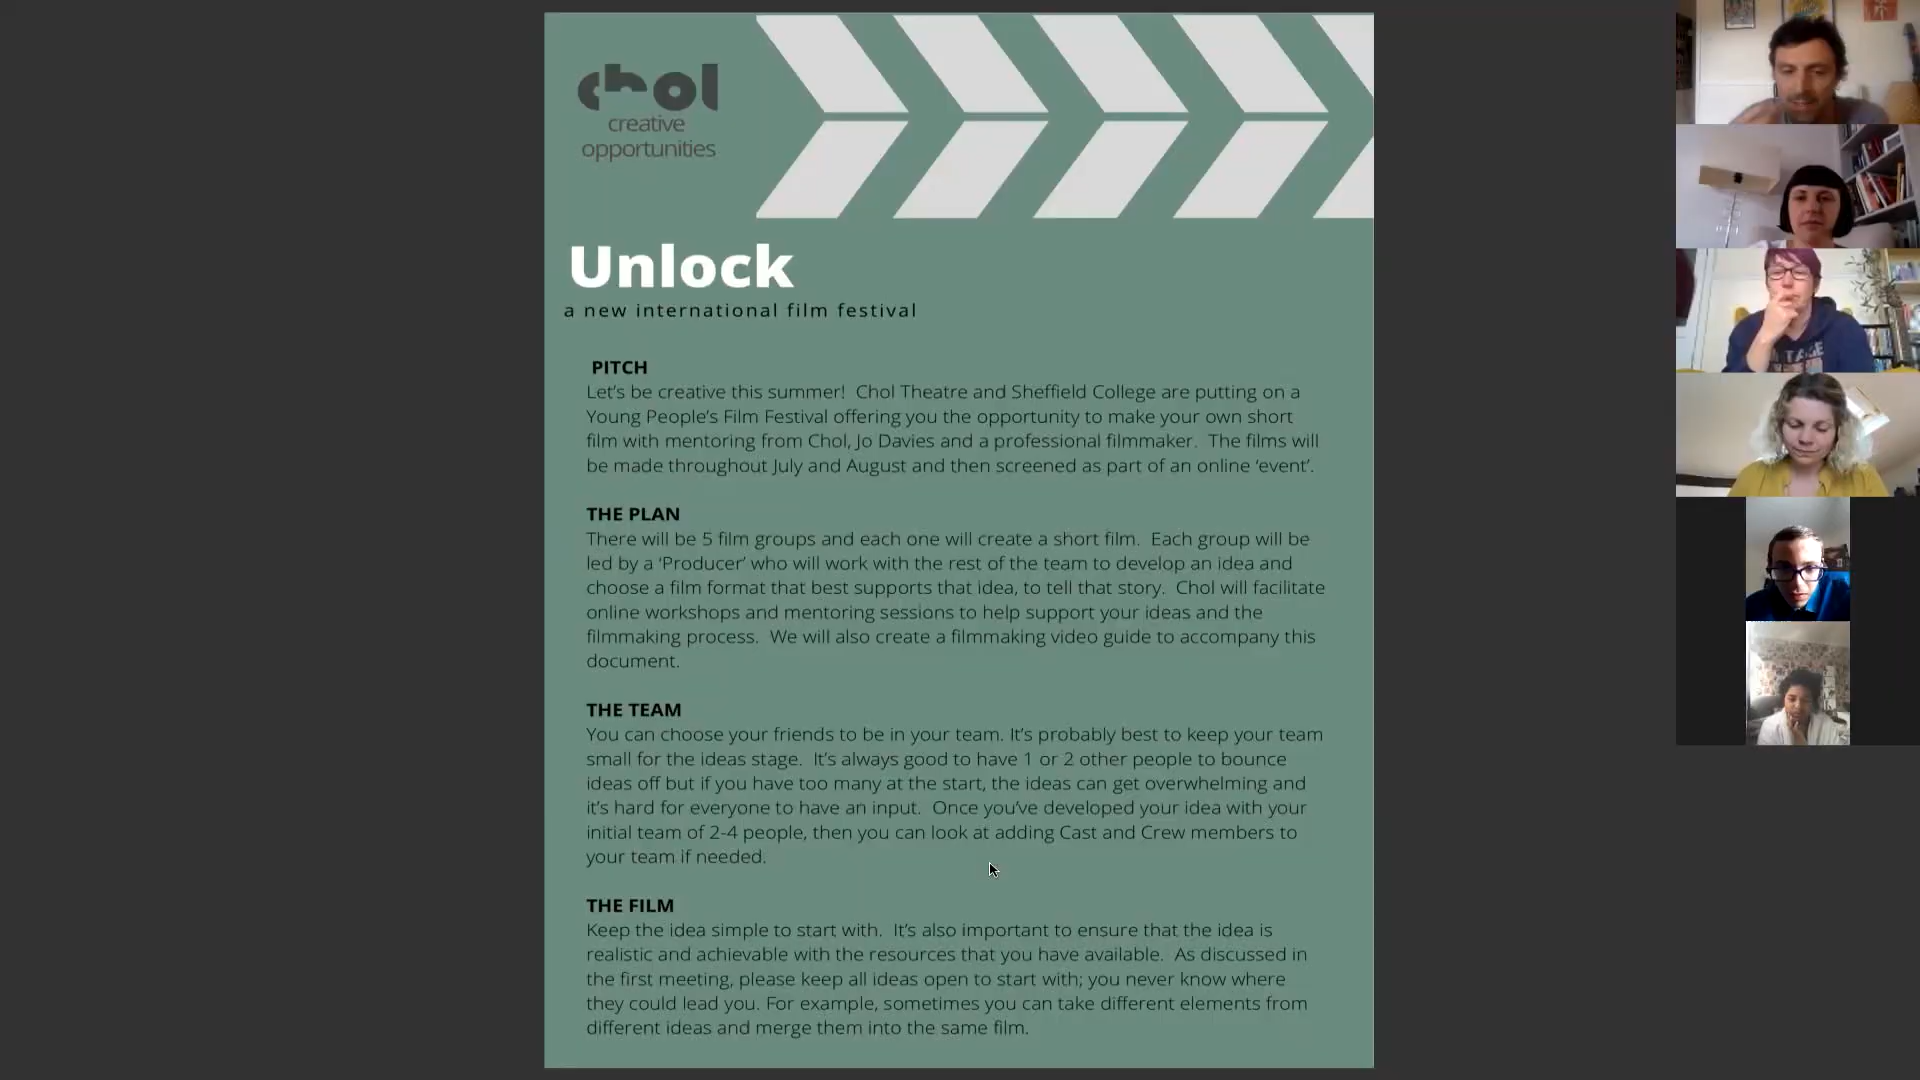 chol
creative
opportunities
Unlock
a new international film festival
PITCH
Let's be creative this summer!  Chol Theatre and Sheffield College are putting on a
Young People's Film Festival offering you the opportunity to make your own short
film with mentoring from Chol, Jo Davies and a professional filmmaker.  The films will
be made throughout July and August and then screened as part of an online 'event'.
THE PLAN
There will be 5 film groups and each one will create a short film.  Each group will be
led by a 'Producer' who will work with the rest of the team to develop an idea and
choose a film format that best supports that idea, to tell that story.  Chol will facilitate
online workshops and mentoring sessions to help support your ideas and the
filmmaking process.  We will also create a filmmaking video guide to accompany this
document.
THE TEAM
You can choose your friends to be in your team. It's probably best to keep your team
small for the ideas stage.  It's always good to have 1 or 2 other people to bounce
ideas off but if you have too many at the start, the ideas can get overwhelming and
it's hard for everyone to have an input.  Once you've developed your idea with your
initial team of 2-4 people, then you can look at adding Cast and Crew members to
your team if needed.
THE FILM
Keep the idea simple to start with.  It's also important to ensure that the idea is
realistic and achievable with the resources that you have available.  As discussed in
the first meeting, please keep all ideas open to start with; you never know where
they could lead you. For example, sometimes you can take different elements from
different ideas and merge them into the same film.